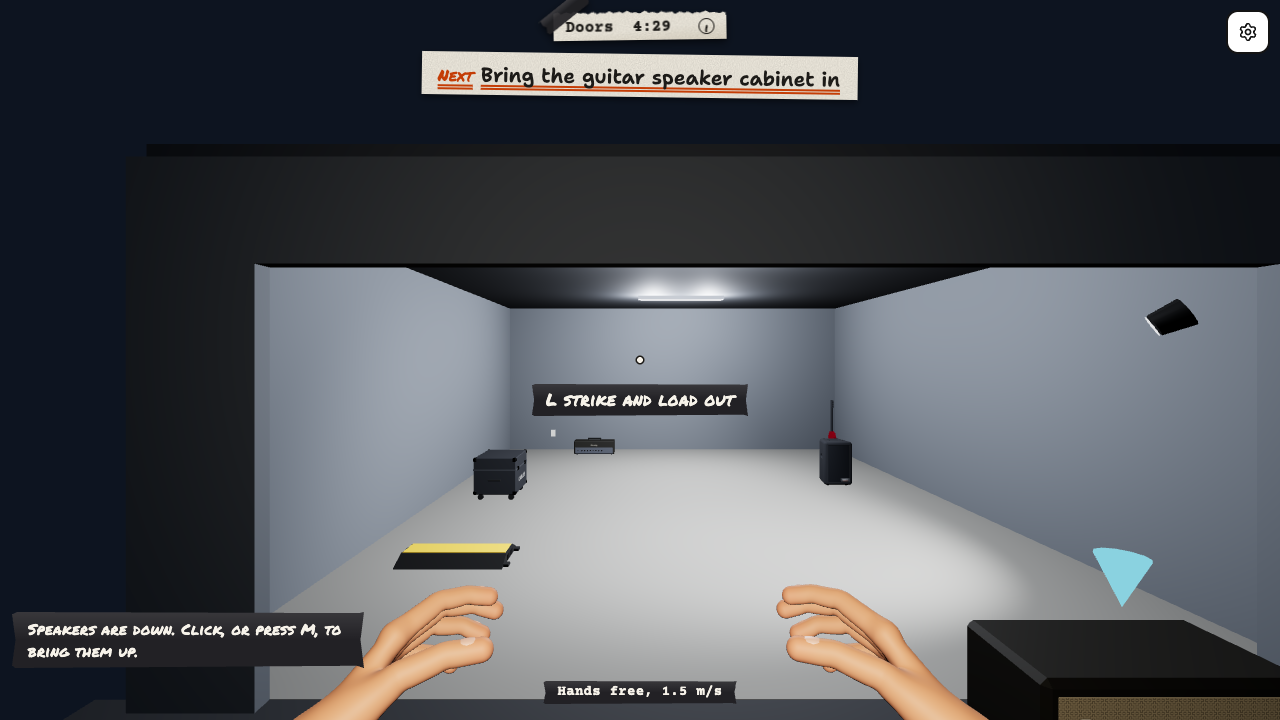 Doors 4:29
Next Bring the guitar speaker cabinet in
L strike and load out
Speakers are down. Click, or press M, to
bring them up.
Hands free, 1.5 m/s